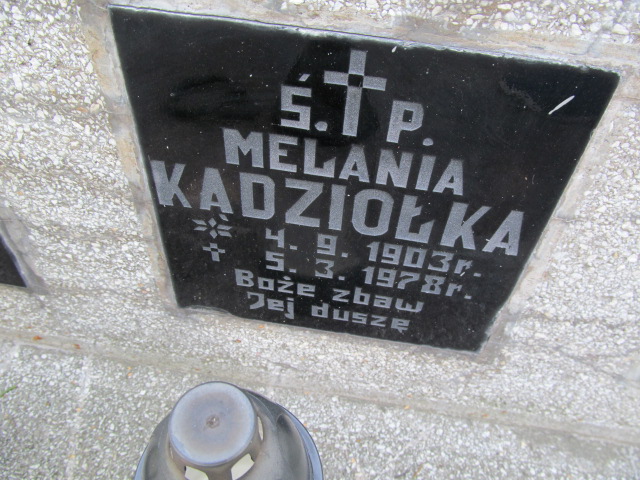 Ś. † P.
MELANIA
KĄDZIOŁKA
* 4. 9. 1903r.
† 5. 3. 1978r.
Boże zbaw
Jej duszę